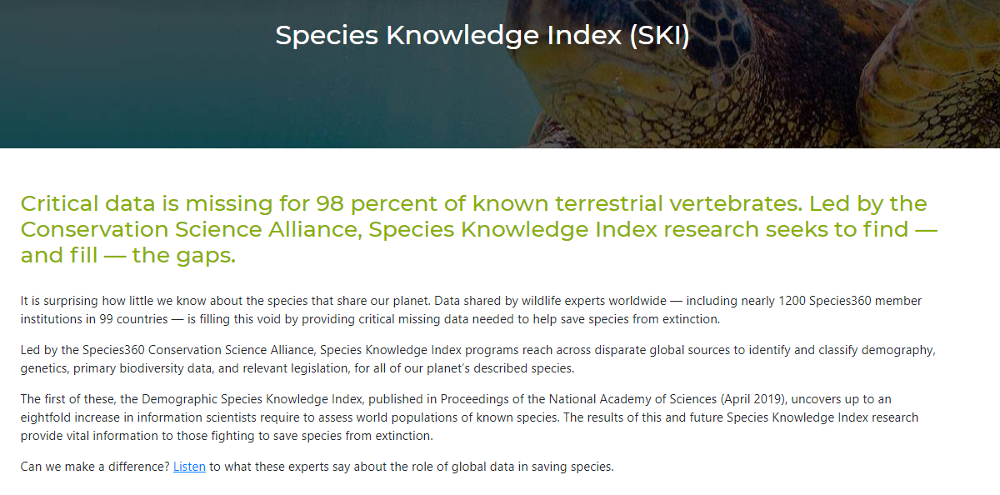 Species Knowledge Index (SKI)
Critical data is missing for 98 percent of known terrestrial vertebrates. Led by the
Conservation Science Alliance, Species Knowledge Index research seeks to find —
and fill — the gaps.
It is surprising how little we know about the species that share our planet. Data shared by wildlife experts worldwide — including nearly 1200 Species360 member
institutions in 99 countries — is filling this void by providing critical missing data needed to help save species from extinction.
Led by the Species360 Conservation Science Alliance, Species Knowledge Index programs reach across disparate global sources to identify and classify demography,
genetics, primary biodiversity data, and relevant legislation, for all of our planet's described species.
The first of these, the Demographic Species Knowledge Index, published in Proceedings of the National Academy of Sciences (April 2019), uncovers up to an
eightfold increase in information scientists require to assess world populations of known species. The results of this and future Species Knowledge Index research
provide vital information to those fighting to save species from extinction.
Can we make a difference? Listen to what these experts say about the role of global data in saving species.